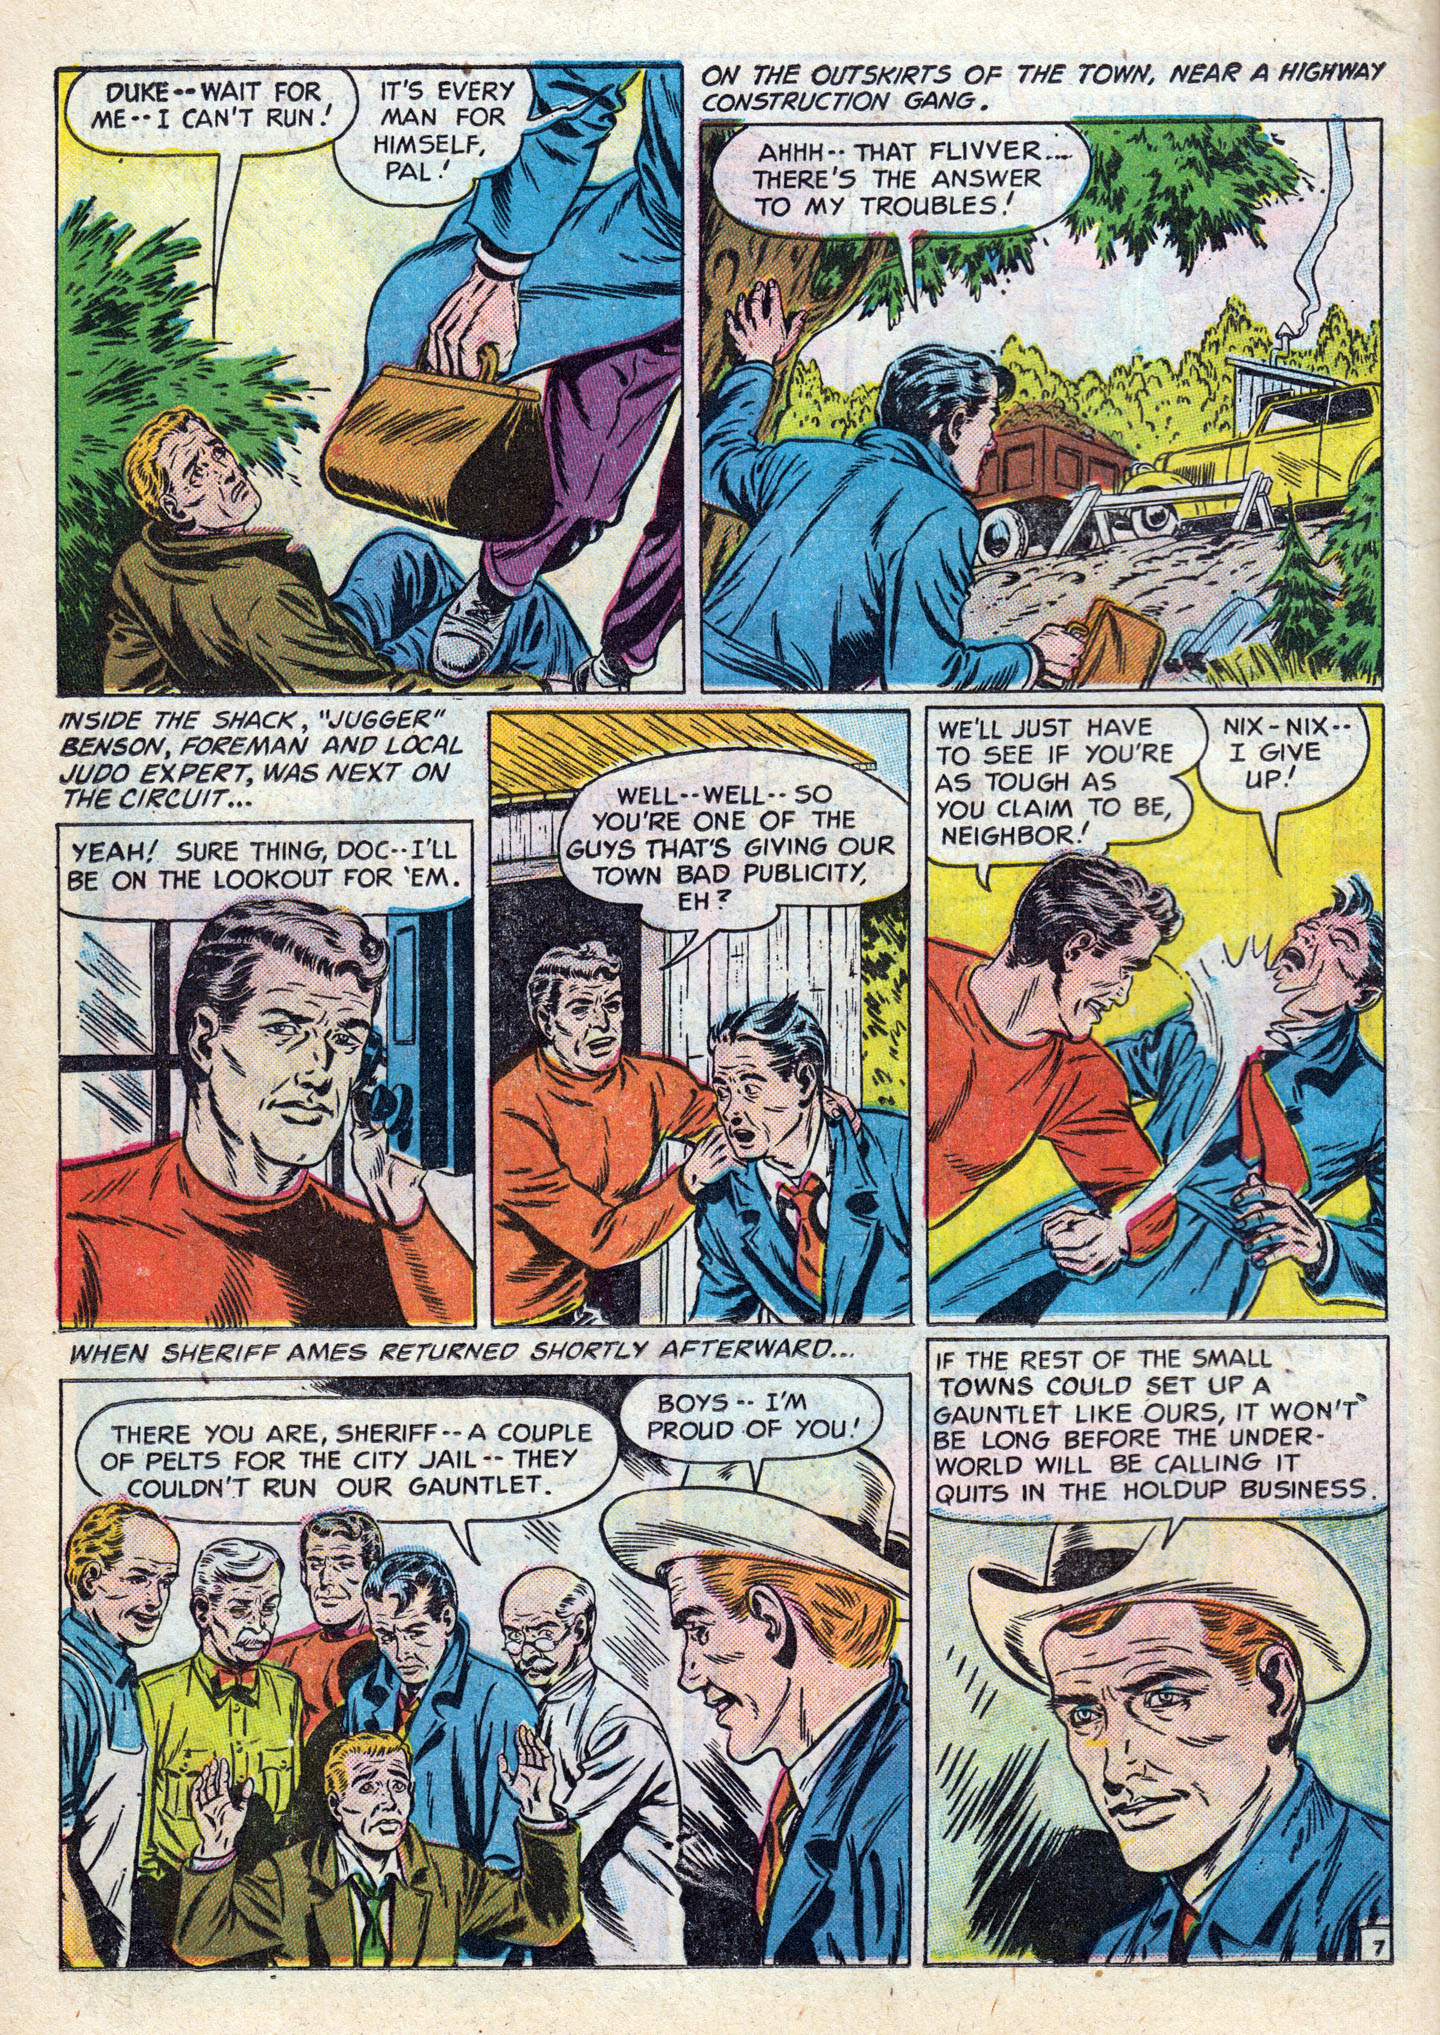 DUKE--WAIT FOR
ME--I CAN'T RUN!
IT'S EVERY
MAN FOR
HIMSELF,
PAL!
ON THE OUTSKIRTS OF THE TOWN, NEAR A HIGHWAY
CONSTRUCTION GANG.
AHHH--THAT FLIVVER...
THERE'S THE ANSWER
TO MY TROUBLES!
INSIDE THE SHACK, "JUGGER"
BENSON, FOREMAN AND LOCAL
JUDO EXPERT, WAS NEXT ON
THE CIRCUIT...
YEAH! SURE THING, DOC--I'LL
BE ON THE LOOKOUT FOR 'EM.
WELL--WELL--SO
YOU'RE ONE OF THE
GUYS THAT'S GIVING OUR
TOWN BAD PUBLICITY,
EH?
WE'LL JUST HAVE
TO SEE IF YOU'RE
AS TOUGH AS
YOU CLAIM TO BE,
NEIGHBOR!
NIX-NIX--
I GIVE
UP!
WHEN SHERIFF AMES RETURNED SHORTLY AFTERWARD...
THERE YOU ARE, SHERIFF--A COUPLE
OF PELTS FOR THE CITY JAIL--THEY
COULDN'T RUN OUR GAUNTLET.
BOYS--I'M
PROUD OF YOU!
IF THE REST OF THE SMALL
TOWNS COULD SET UP A
GAUNTLET LIKE OURS, IT WON'T
BE LONG BEFORE THE UNDER-
WORLD WILL BE CALLING IT
QUITS IN THE HOLDUP BUSINESS.
7